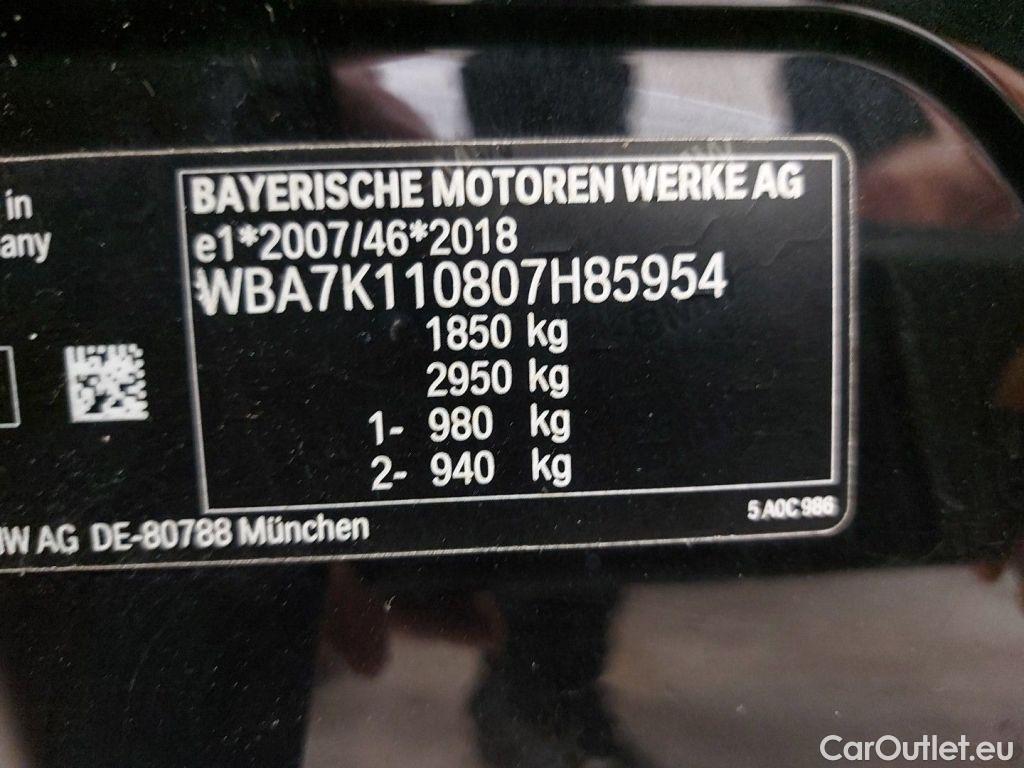 in
any
BAYERISCHE MOTOREN WERKE AG
e1*2007/46*2018
WBA7K110807H85954
1850 kg
2950 kg
1- 980 kg
2- 940 kg
5 A0C 986
MW AG DE-80788 München
CarOutlet.eu